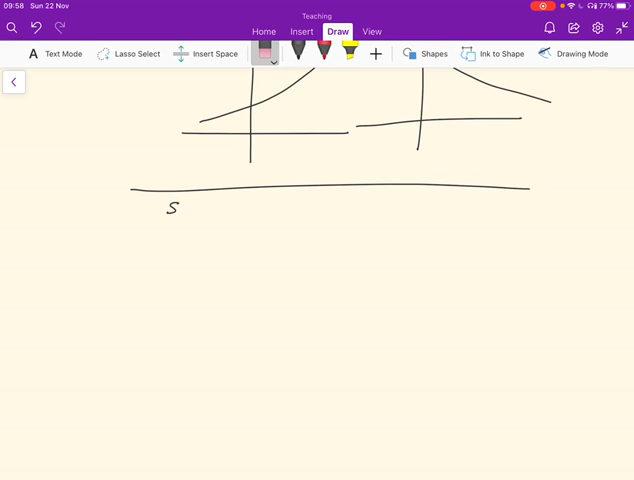 09:58 Sun 22 Nov 77%
Teaching
Home Insert Draw View
Text Mode Lasso Select Insert Space Shapes Ink to Shape Drawing Mode
S